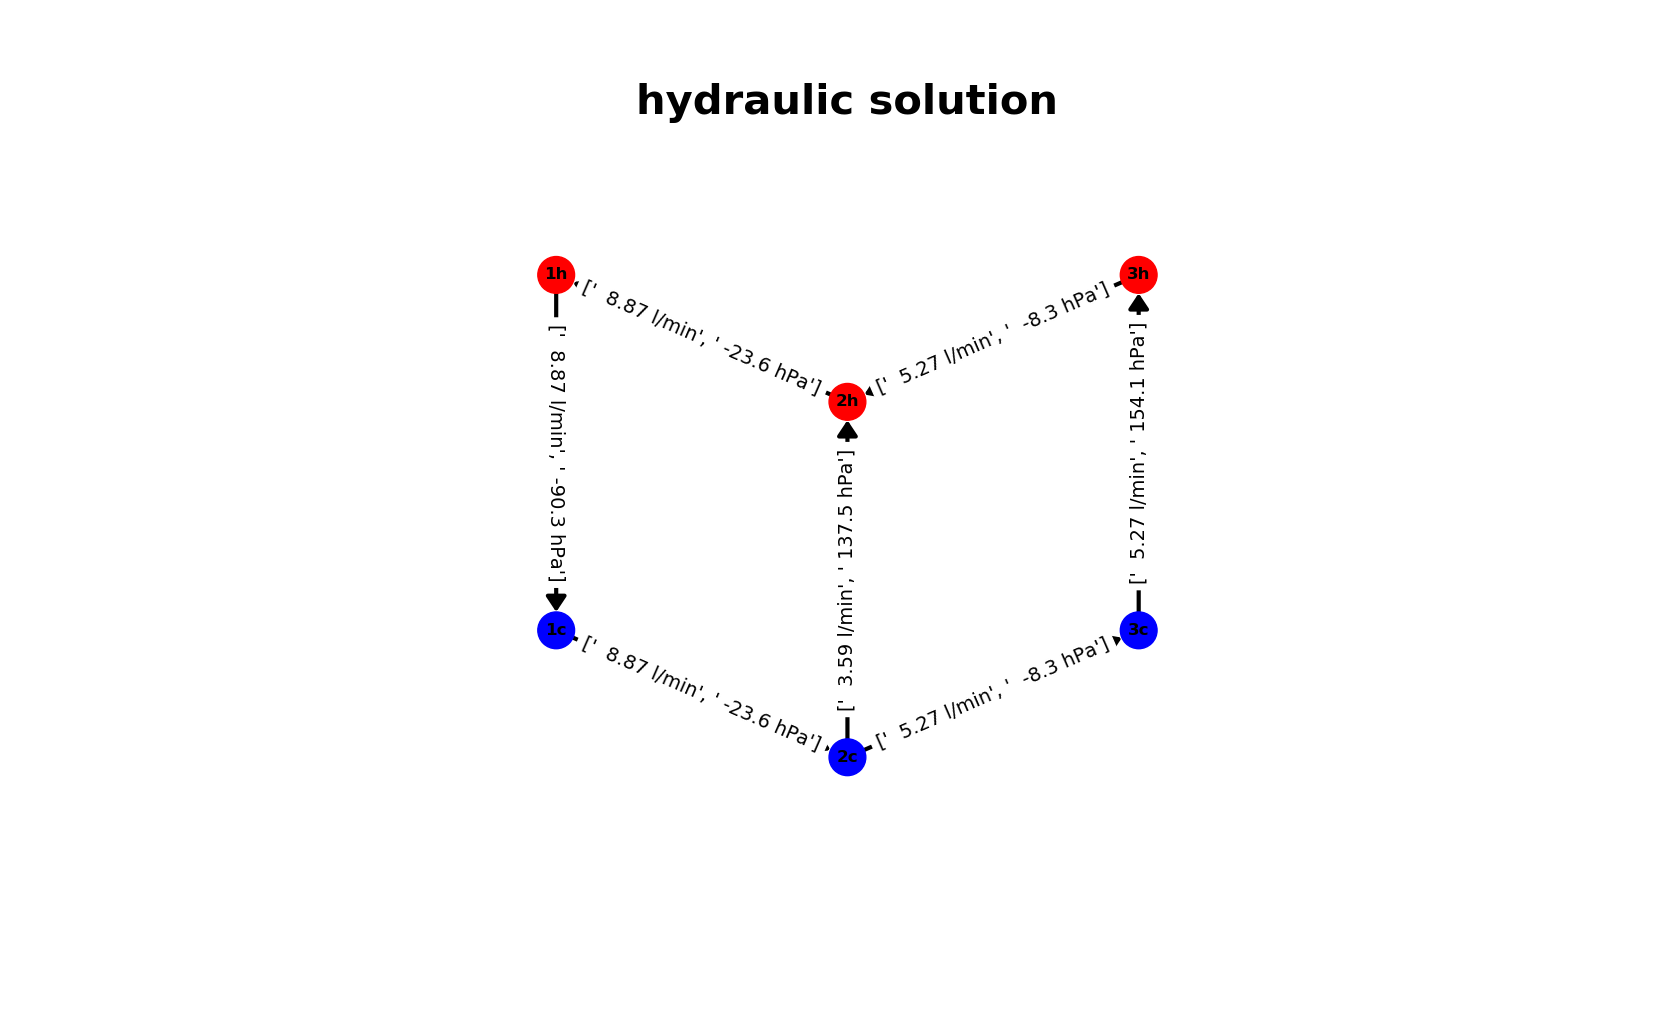 hydraulic solution
1h
3h
['  8.87 l/min', ' -23.6 hPa']
['  5.27 l/min', '  -8.3 hPa']
2h
['  8.87 l/min', ' -90.3 hPa']
['  3.59 l/min', ' 137.5 hPa']
['  5.27 l/min', ' 154.1 hPa']
1c
3c
['  8.87 l/min', ' -23.6 hPa']
['  5.27 l/min', '  -8.3 hPa']
2c